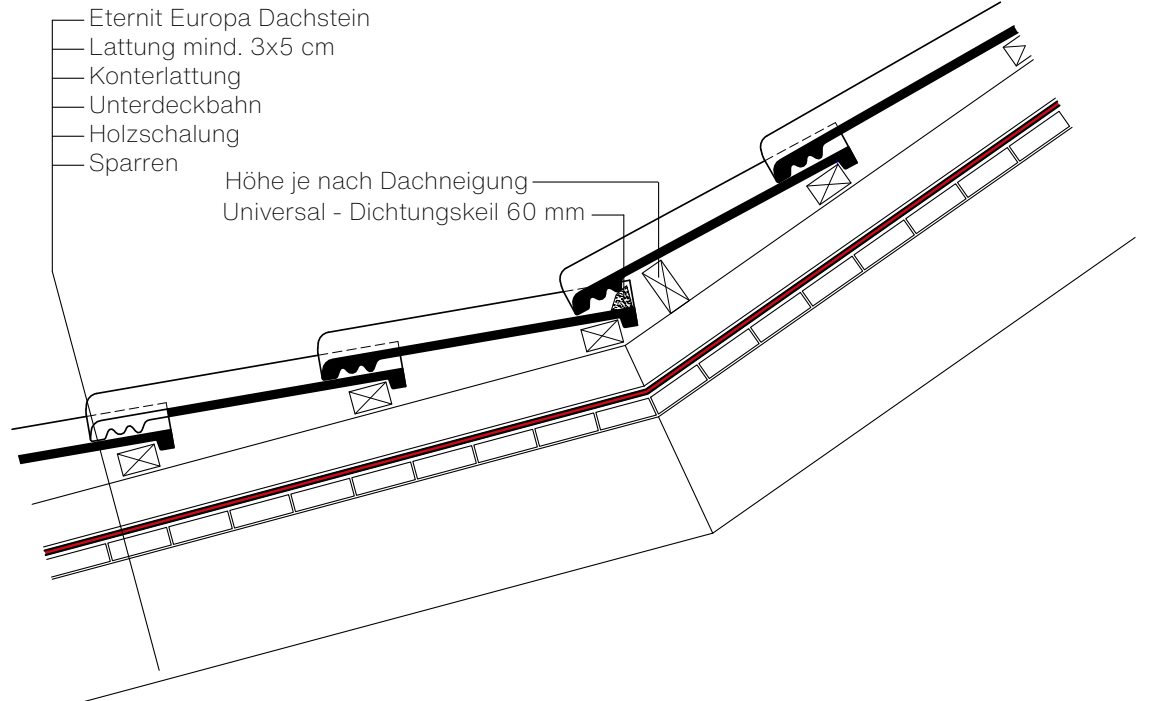 Eternit Europa Dachstein
Lattung mind. 3x5 cm
Konterlattung
Unterdeckbahn
Holzschalung
Sparren
Höhe je nach Dachneigung
Universal - Dichtungskeil 60 mm